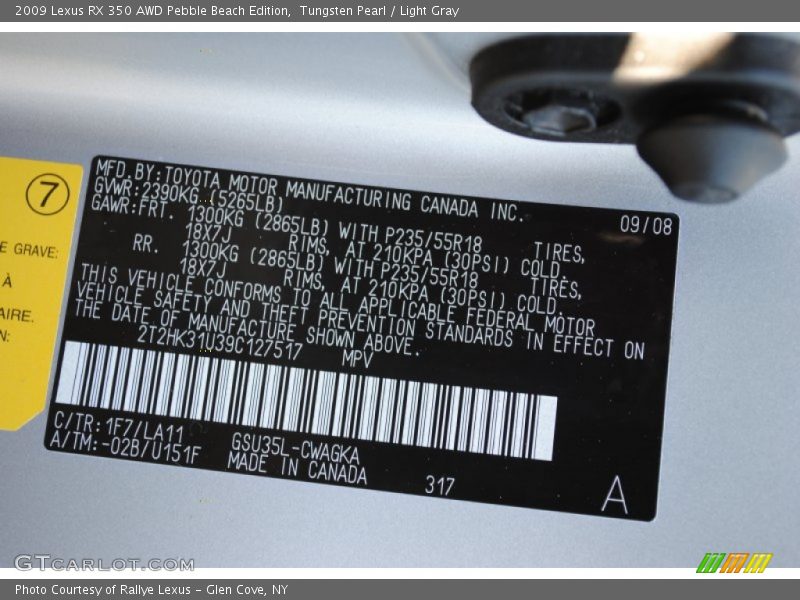 2009 Lexus RX 350 AWD Pebble Beach Edition,  Tungsten Pearl / Light Gray
7
E GRAVE:
À
AIRE.
N:
MFD. BY: TOYOTA MOTOR MANUFACTURING CANADA INC. 09/08
GVWR: 2390KG (5265LB)
GAWR: FRT. 1300KG (2865LB) WITH P235/55R18 TIRES,
18X7J RIMS, AT 210KPA (30PSI) COLD.
RR. 1300KG (2865LB) WITH P235/55R18 TIRES,
18X7J RIMS, AT 210KPA (30PSI) COLD.
THIS VEHICLE CONFORMS TO ALL APPLICABLE FEDERAL MOTOR
VEHICLE SAFETY AND THEFT PREVENTION STANDARDS IN EFFECT ON
THE DATE OF MANUFACTURE SHOWN ABOVE.
2T2HK31U39C127517 MPV
C/TR: 1F7/LA11 GSU35L-CWAGKA
A/TM:-02B/U151F MADE IN CANADA 317 A
GTCARLOT.COM
Photo Courtesy of Rallye Lexus - Glen Cove, NY